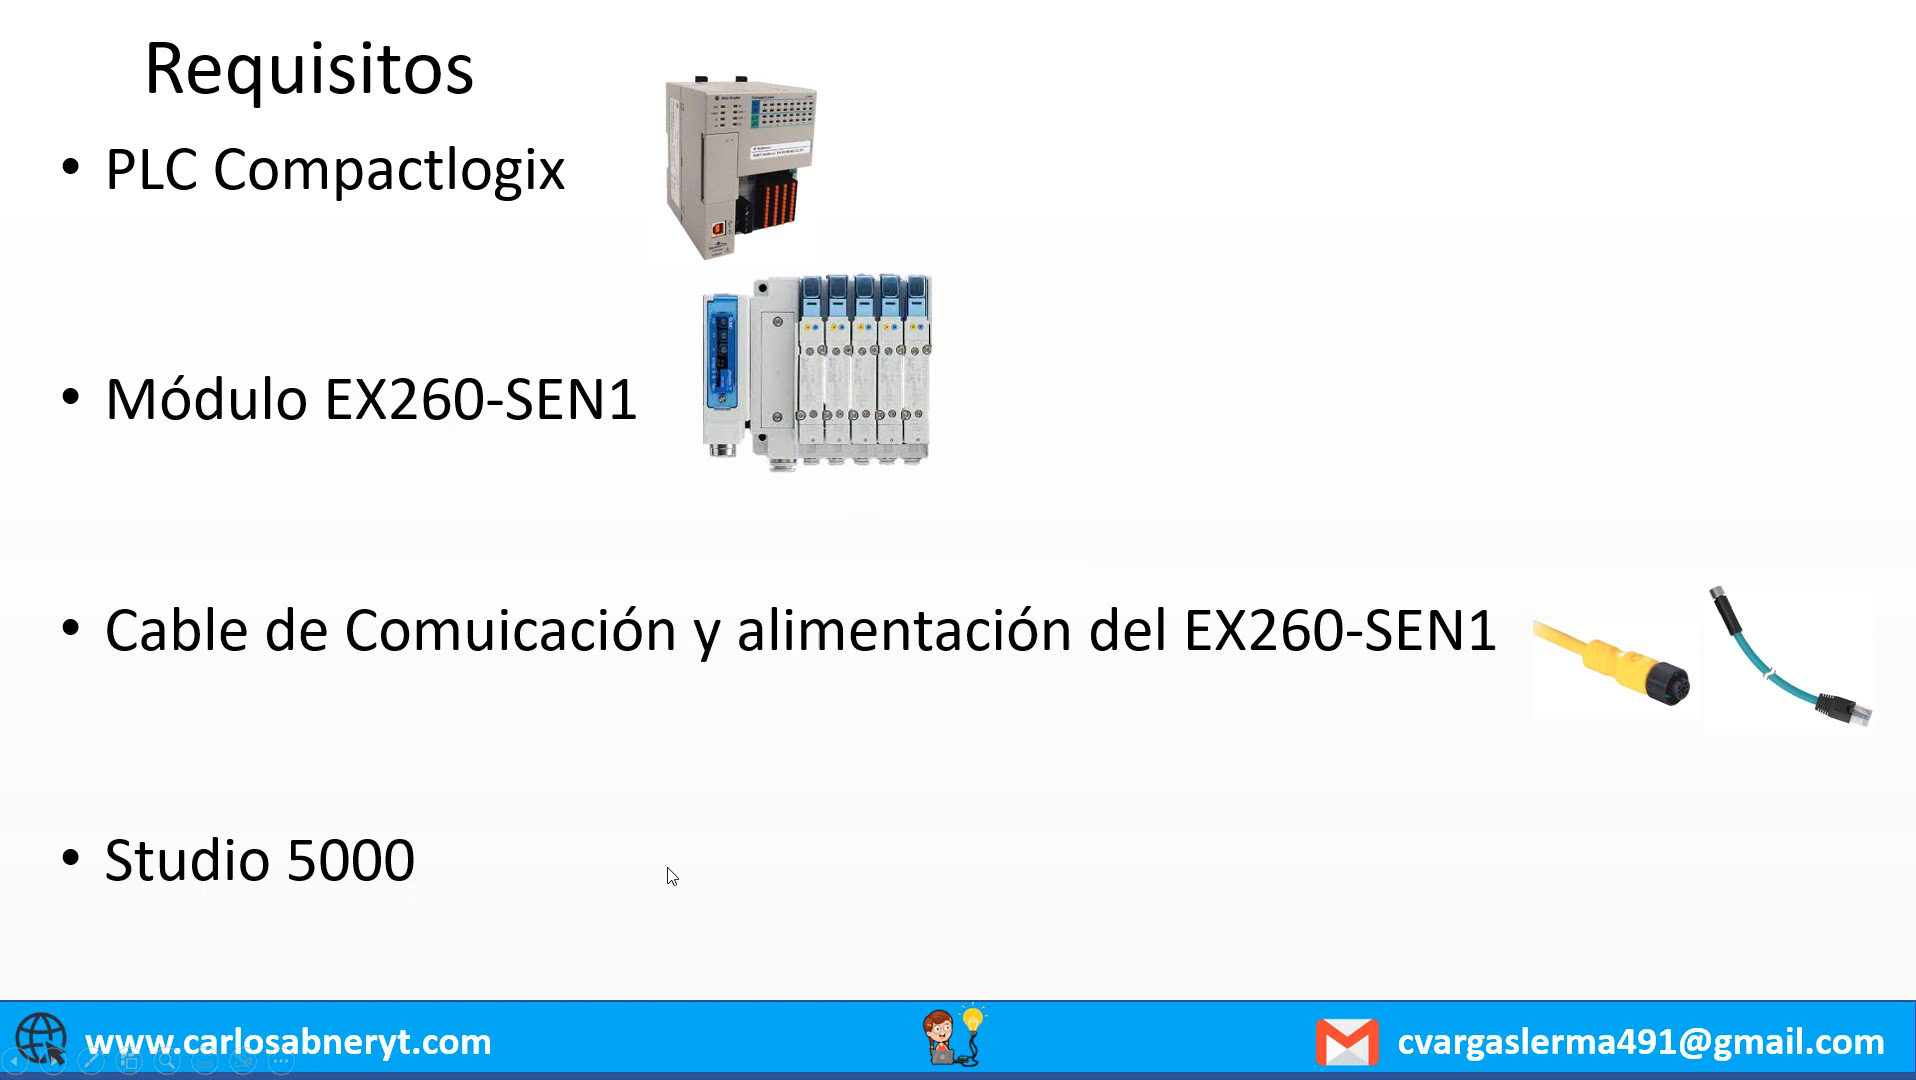 Requisitos
• PLC Compactlogix
• Módulo EX260-SEN1
• Cable de Comuicación y alimentación del EX260-SEN1
• Studio 5000
www.carlosabneryt.com
cvargaslerma491@gmail.com